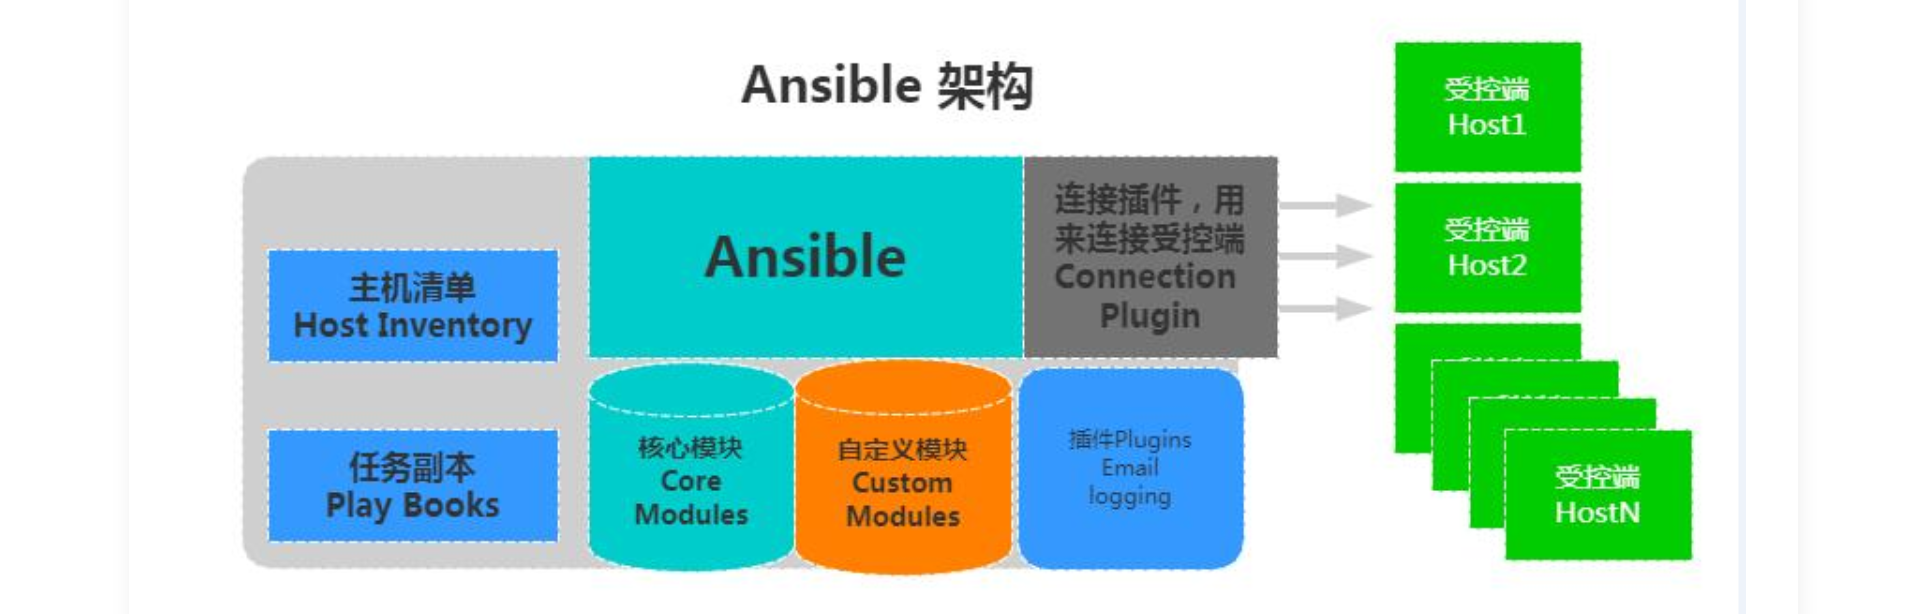 Ansible 架构
主机清单
Host Inventory
任务副本
Play Books
Ansible
连接插件，用
来连接受控端
Connection
Plugin
核心模块
Core
Modules
自定义模块
Custom
Modules
插件Plugins
Email
logging
受控端
Host1
受控端
Host2
受控端
HostN